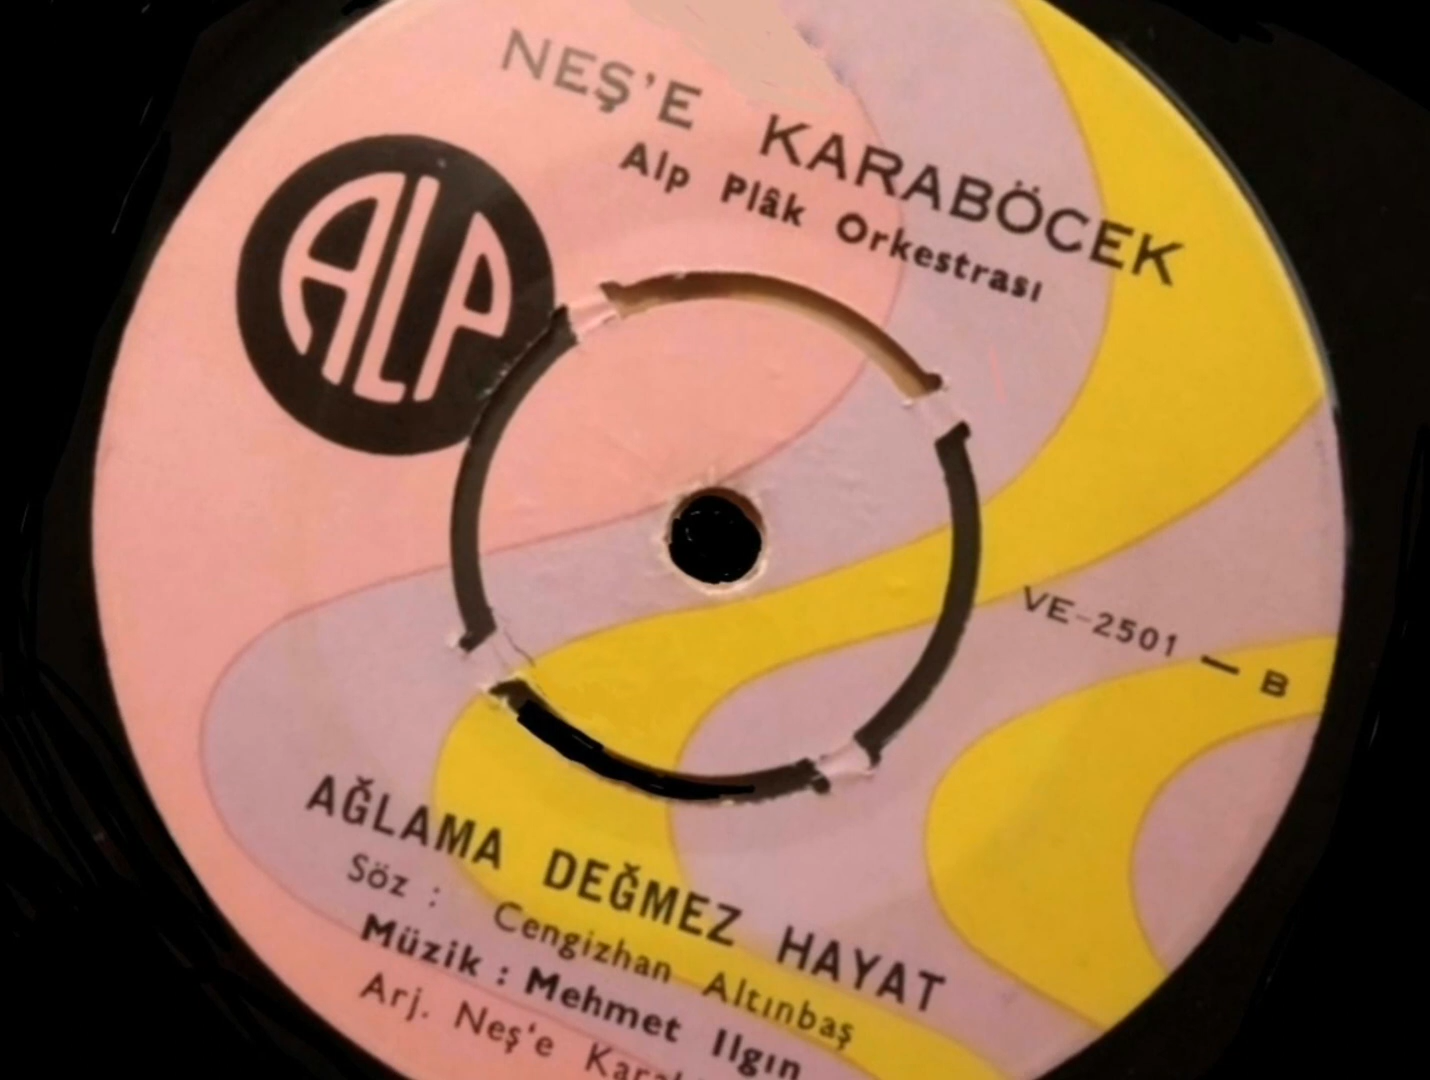 NEŞ'E KARABÖCEK
Alp Plâk Orkestrası
ALP
VE-2501 — B
AĞLAMA DEĞMEZ HAYAT
Söz : Cengizhan Altınbaş
Müzik : Mehmet Ilgın
Arj. Neş'e